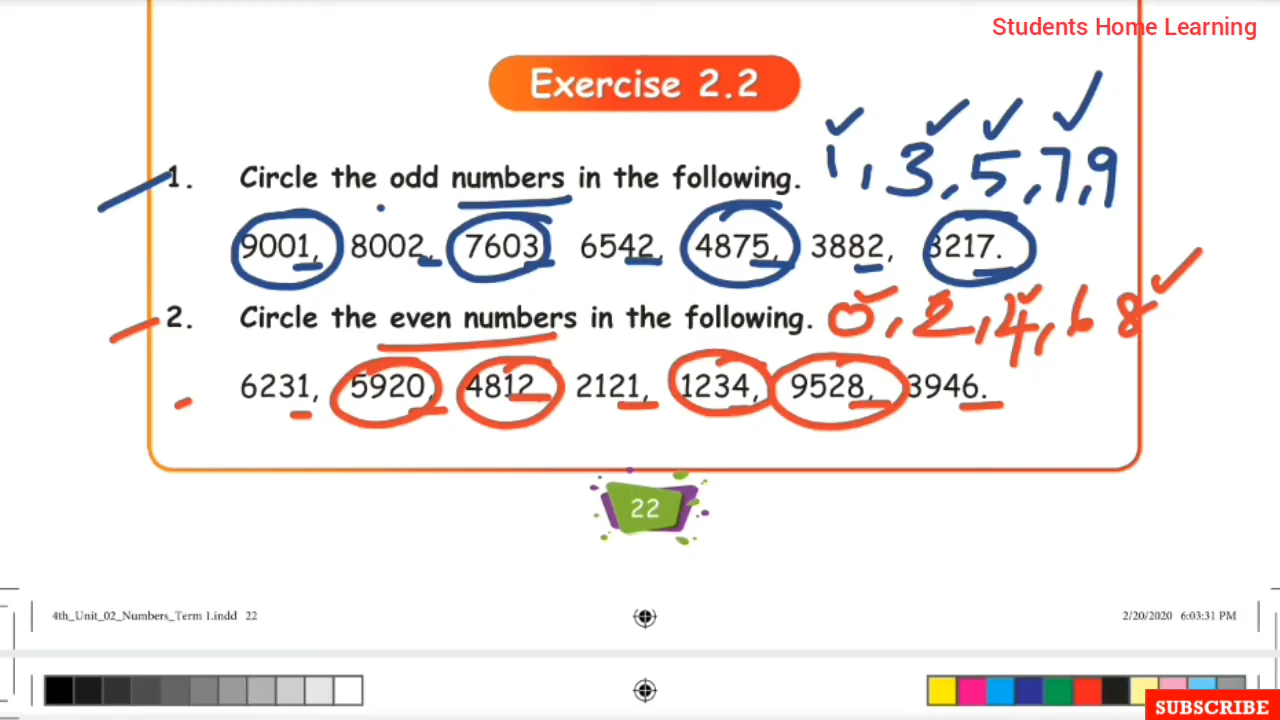 Students Home Learning
Exercise 2.2
1, 3, 5, 7, 9
1. Circle the odd numbers in the following.
9001, 8002, 7603 6542, 4875, 3882, 3217.
0, 2, 4, 6 8
2. Circle the even numbers in the following.
6231, 5920, 4812 2121, 1234, 9528, 3946.
22
4th_Unit_02_Numbers_Term 1.indd 22
2/20/2020 6:03:31 PM
SUBSCRIBE